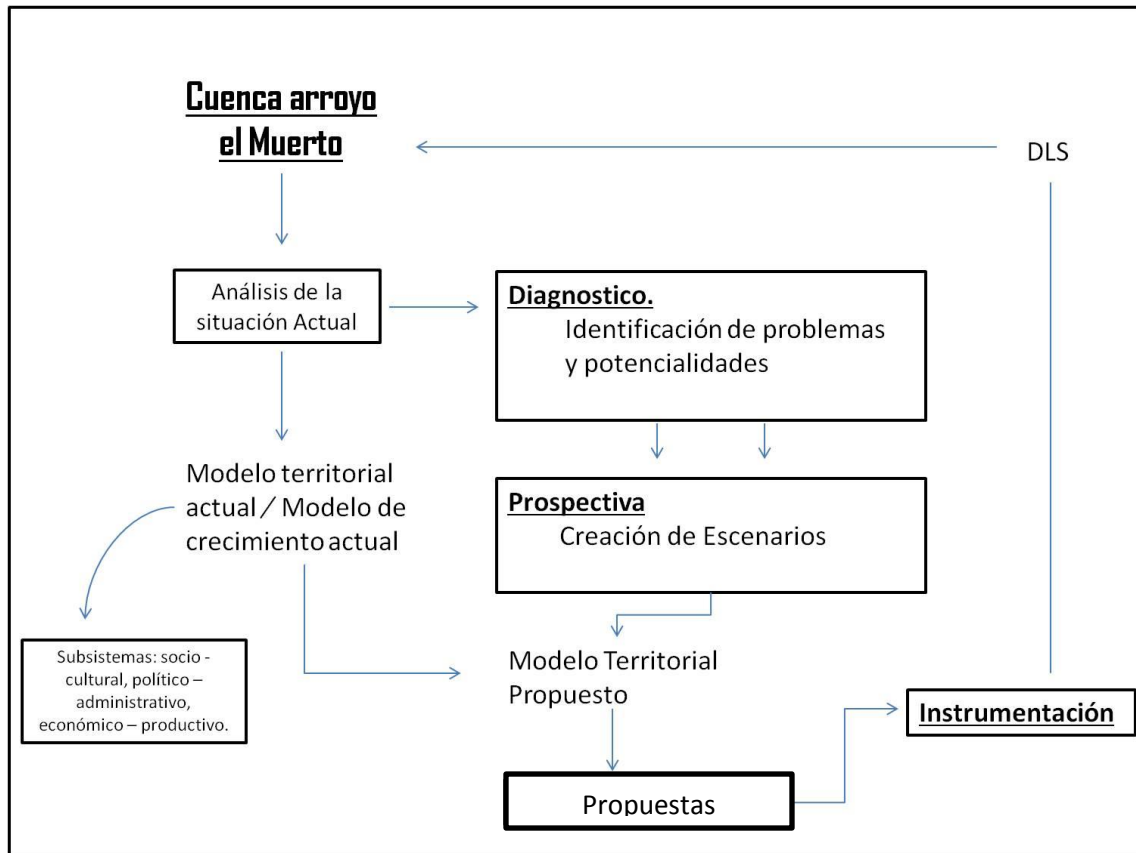 Cuenca arroyo
el Muerto
DLS
Análisis de la
situación Actual
Diagnostico.
Identificación de problemas
y potencialidades
Modelo territorial
actual / Modelo de
crecimiento actual
Prospectiva
Creación de Escenarios
Subsistemas: socio -
cultural, político –
administrativo,
económico – productivo.
Modelo Territorial
Propuesto
Instrumentación
Propuestas